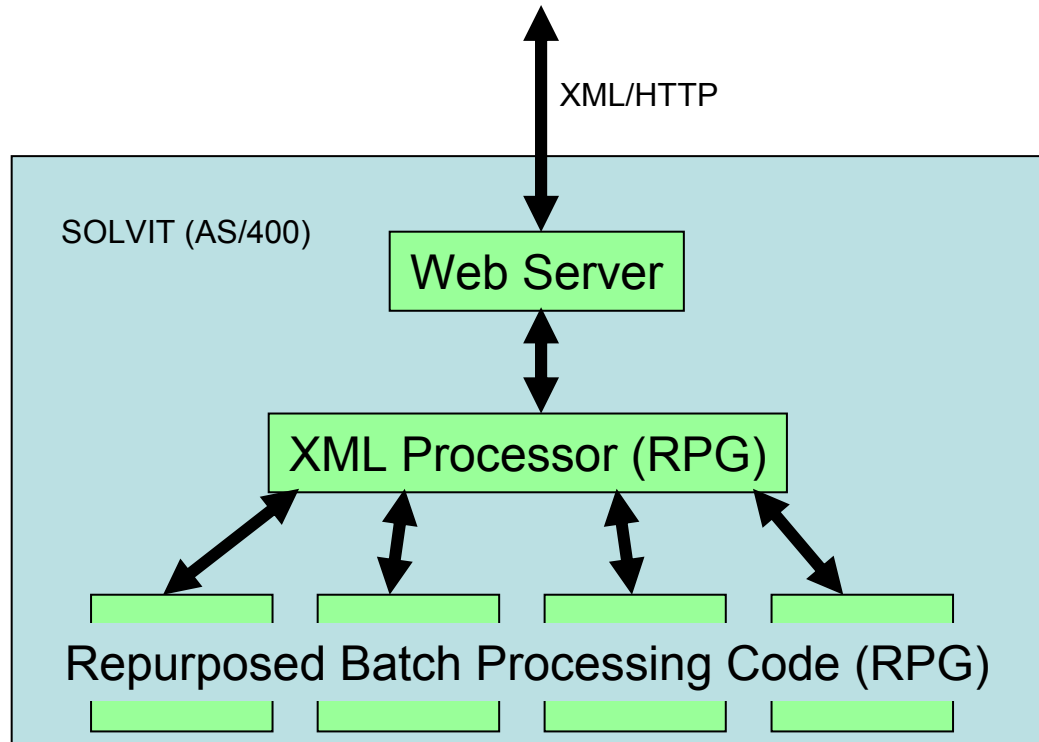 XML/HTTP
SOLVIT (AS/400)
Web Server
XML Processor (RPG)
Repurposed Batch Processing Code (RPG)